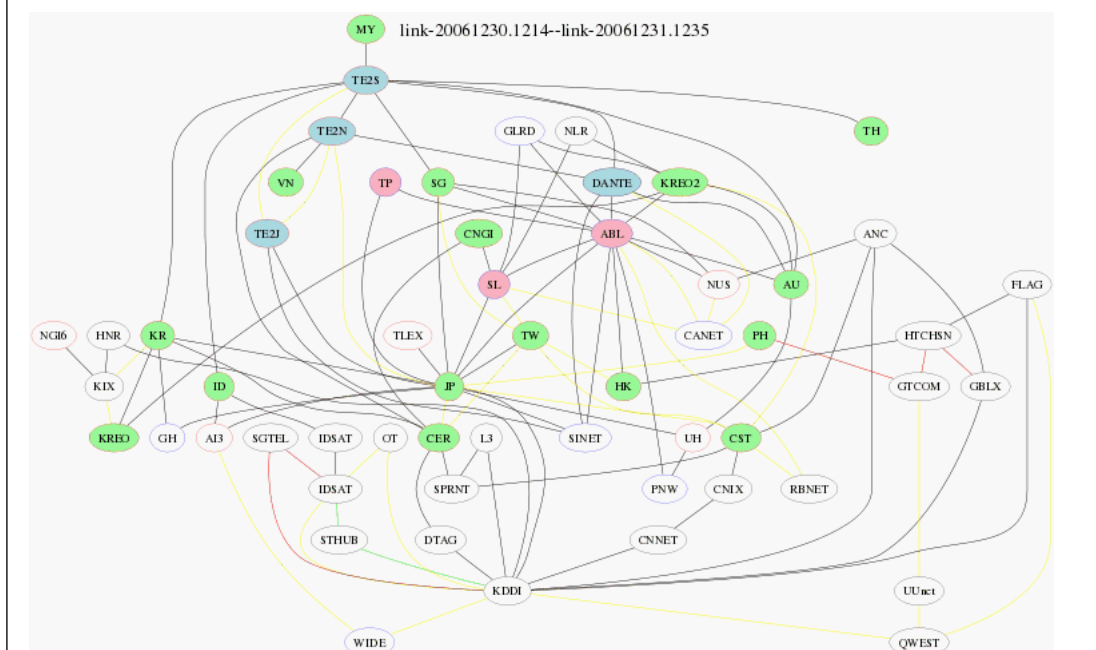 MY link-20061230.1214--link-20061231.1235
TE2S
TE2N GLRD NLR TH
VN TP SG DANTE KREO2
TE2J CNGI ABL ANC
SL NUS AU FLAG
NGI6 HNR KR TLEX TW CANET PH HTCHSN
KIX ID JP HK GTCOM GBLX
KREO GH AI3 SGTEL IDSAT OT CER L3 SINET UH CST
IDSAT SPRNT PNW CNIX RBNET
STHUB DTAG CNNET
KDDI UUnet
WIDE QWEST